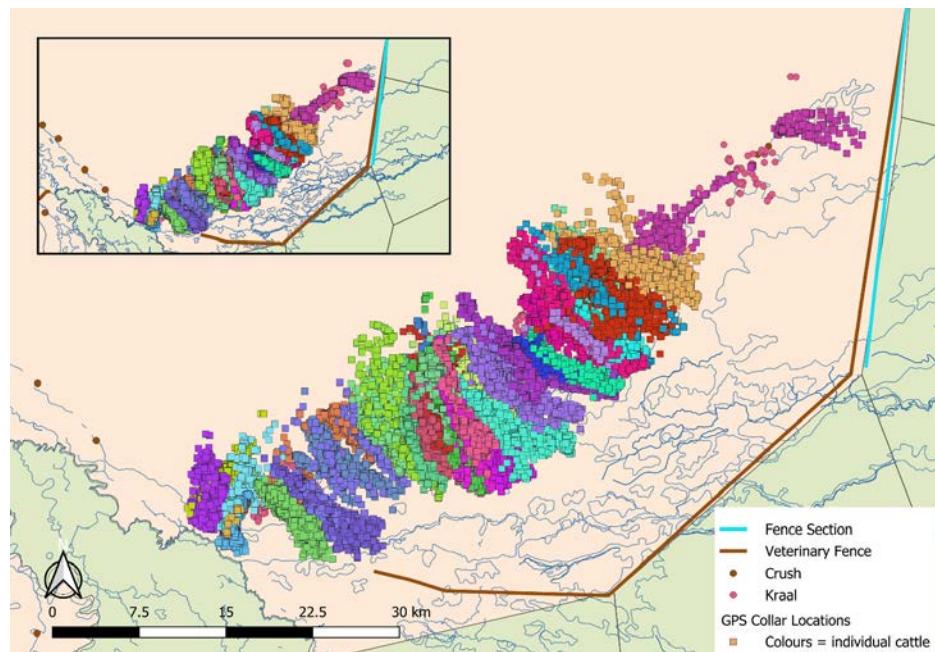 Fence Section
Veterinary Fence
Crush
Kraal
GPS Collar Locations
Colours = individual cattle
0 7.5 15 22.5 30 km